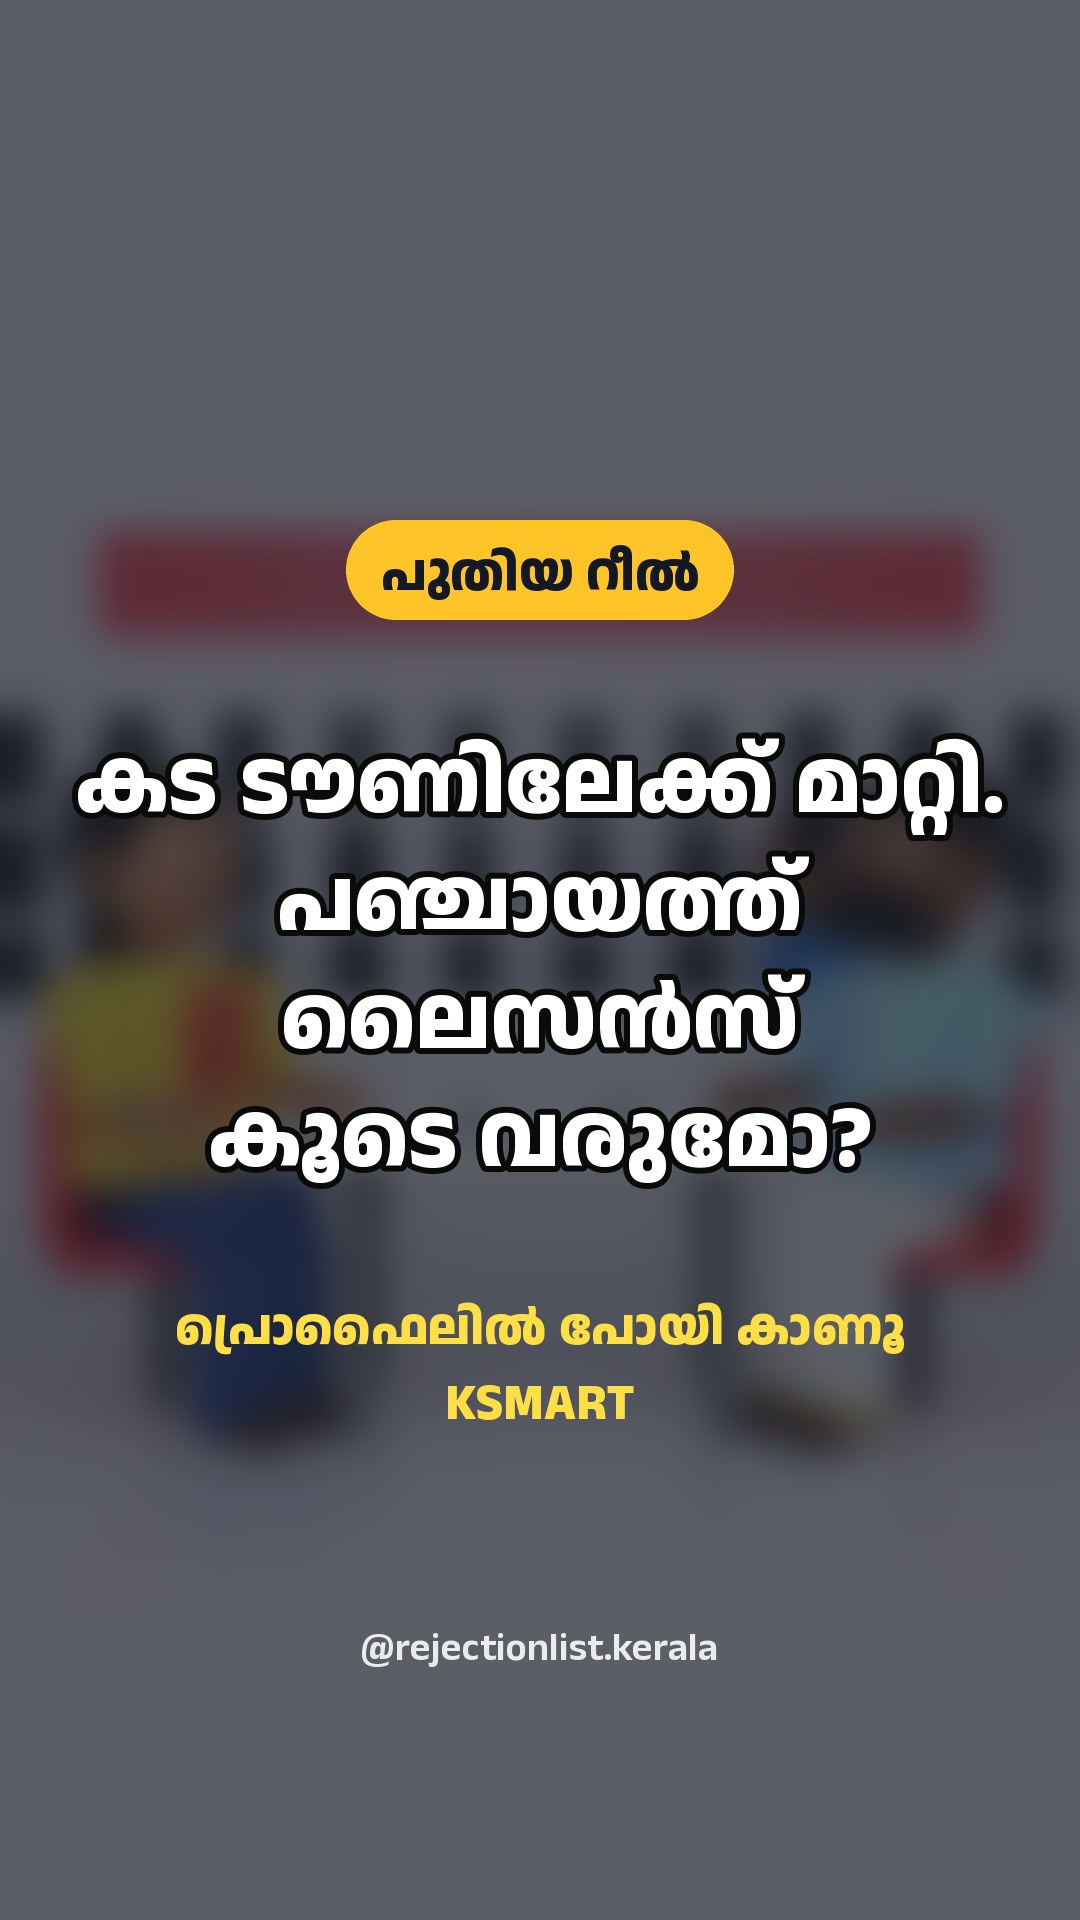 പുതിയ റീൽ
കട ടൗണിലേക്ക് മാറ്റി.
പഞ്ചായത്ത്
ലൈസൻസ്
കൂടെ വരുമോ?
പ്രൊഫൈലിൽ പോയി കാണൂ
KSMART
@rejectionlist.kerala